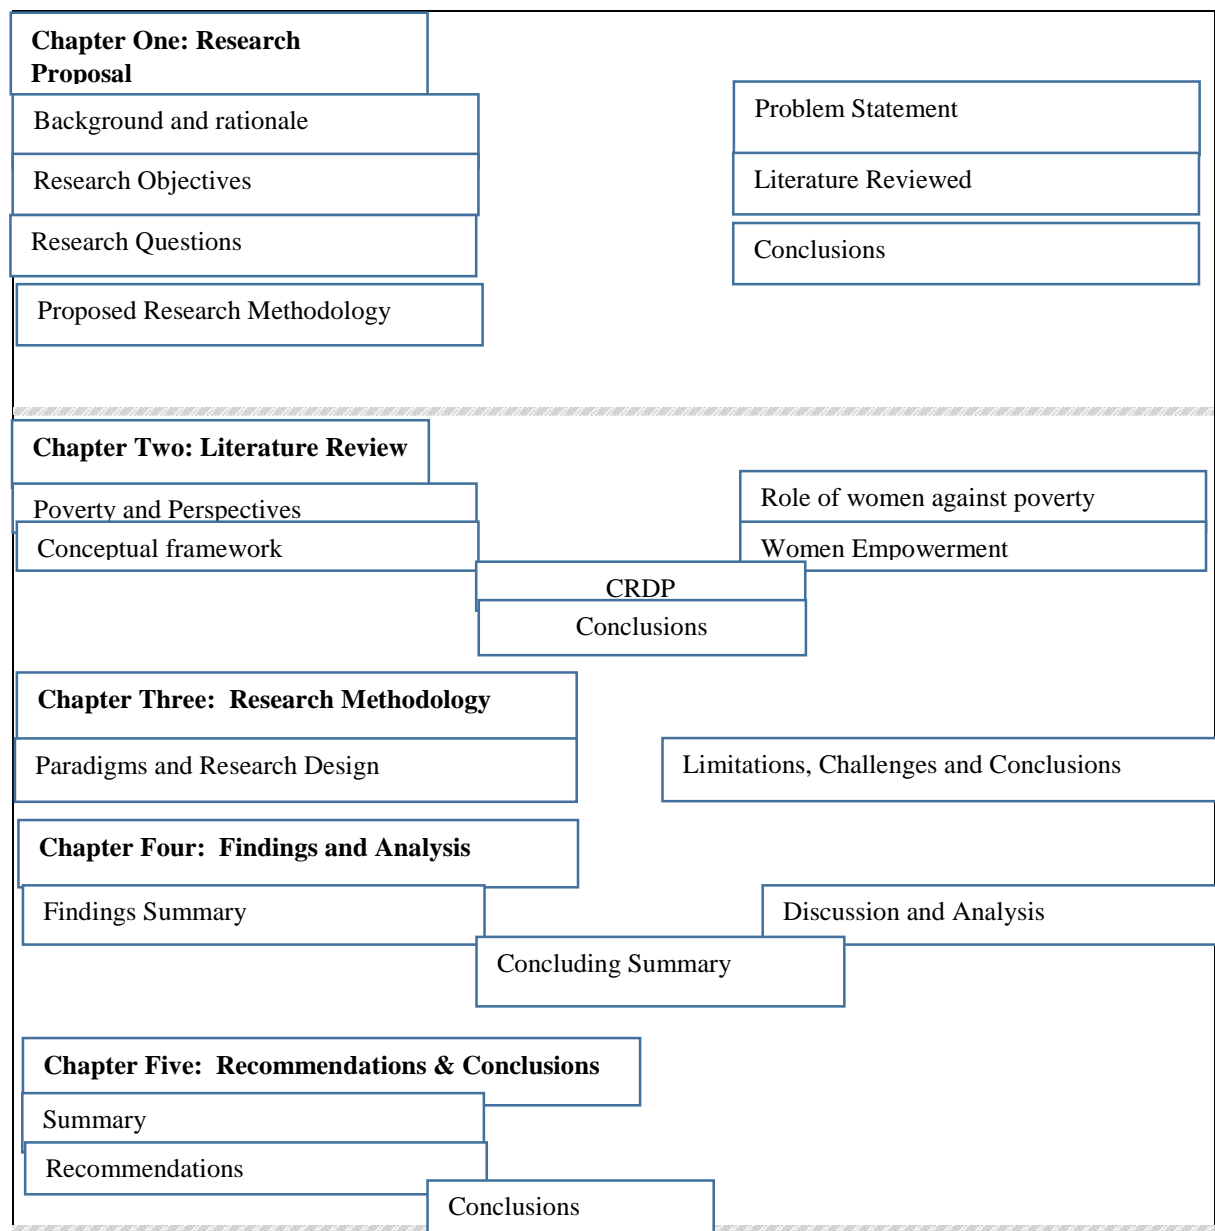 Chapter One: Research
Proposal
Background and rationale
Problem Statement
Research Objectives
Literature Reviewed
Research Questions
Conclusions
Proposed Research Methodology
Chapter Two: Literature Review
Poverty and Perspectives
Role of women against poverty
Conceptual framework
Women Empowerment
CRDP
Conclusions
Chapter Three:  Research Methodology
Paradigms and Research Design
Limitations, Challenges and Conclusions
Chapter Four:  Findings and Analysis
Findings Summary
Discussion and Analysis
Concluding Summary
Chapter Five:  Recommendations & Conclusions
Summary
Recommendations
Conclusions